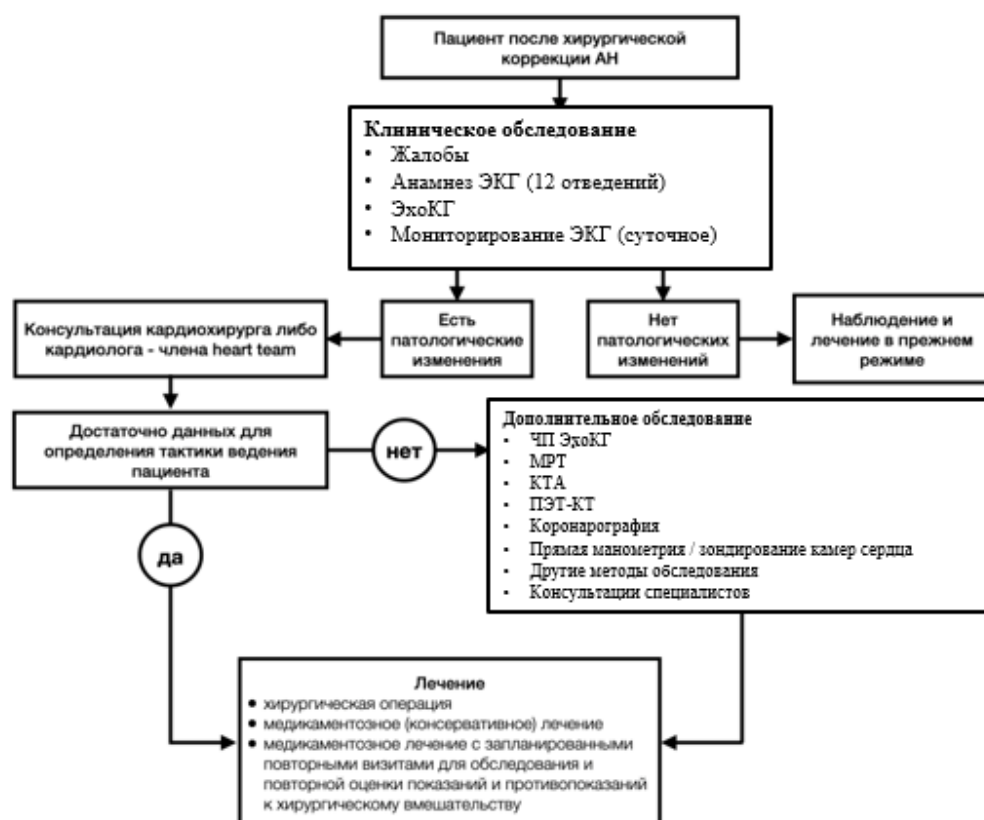 Пациент после хирургической
коррекции АН
Клиническое обследование
• Жалобы
• Анамнез ЭКГ (12 отведений)
• ЭхоКГ
• Мониторирование ЭКГ (суточное)
Консультация кардиохирурга либо
кардиолога - члена heart team
Есть
патологические
изменения
Нет
патологических
изменений
Наблюдение и
лечение в прежнем
режиме
Достаточно данных для
определения тактики ведения
пациента
нет
Дополнительное обследование
• ЧП ЭхоКГ
• МРТ
• КТА
• ПЭТ-КТ
• Коронарография
• Прямая манометрия / зондирование камер сердца
• Другие методы обследования
• Консультации специалистов
да
Лечение
• хирургическая операция
• медикаментозное (консервативное) лечение
• медикаментозное лечение с запланированными
повторными визитами для обследования и
повторной оценки показаний и противопоказаний
к хирургическому вмешательству